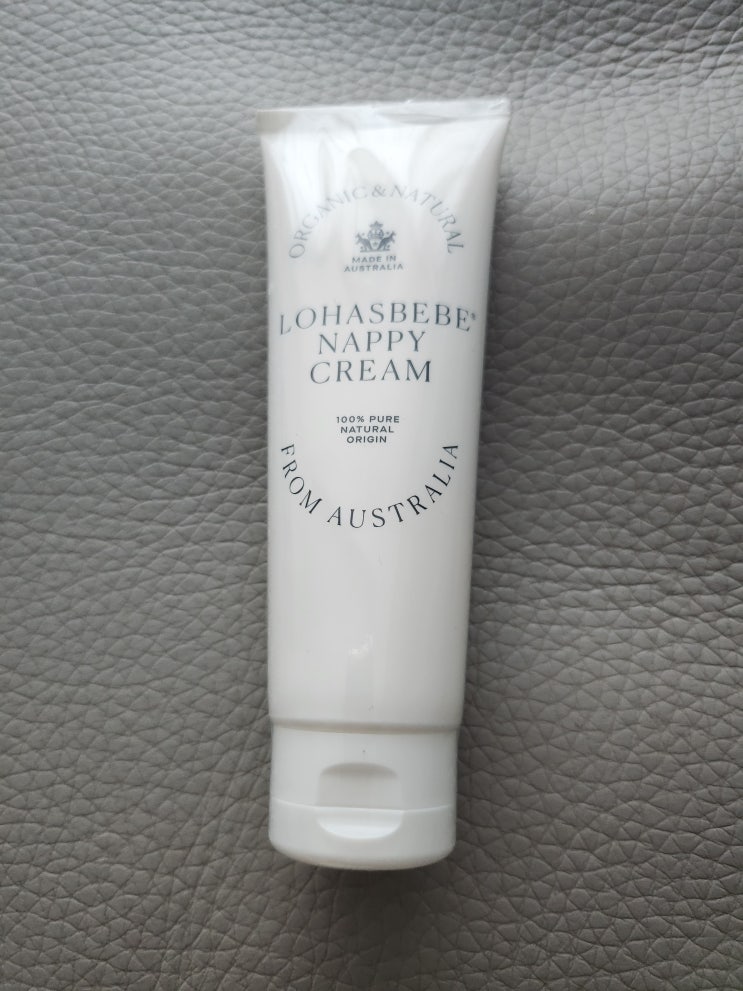 ORGANIC & NATURAL
MADE IN
AUSTRALIA
LOHASBEBE®
NAPPY
CREAM
100% PURE
NATURAL
ORIGIN
FROM AUSTRALIA